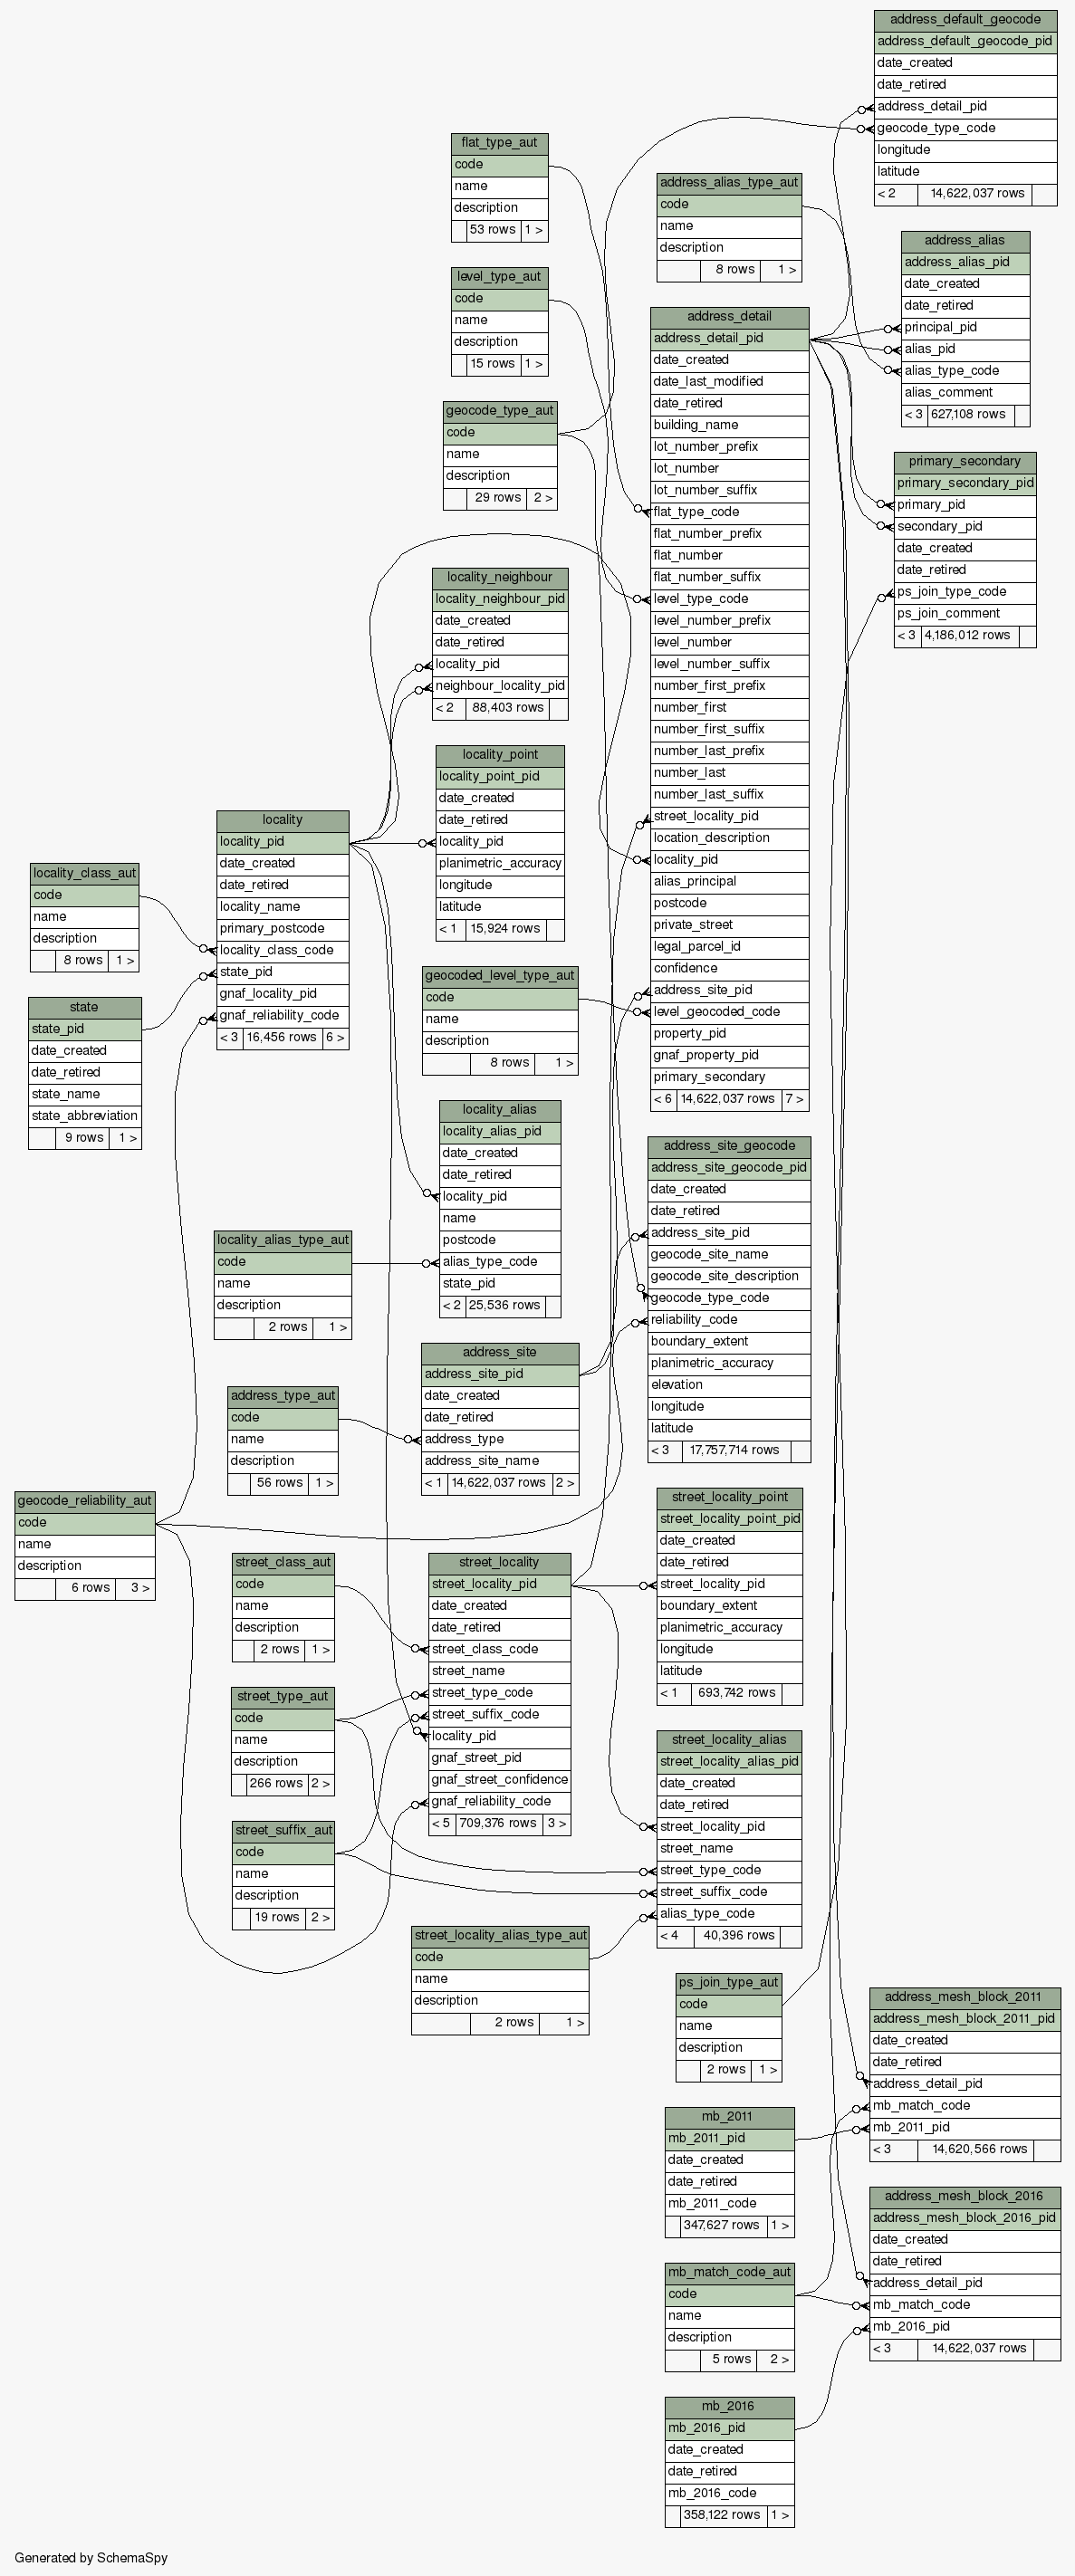 address_default_geocode
address_default_geocode_pid
date_created
date_retired
address_detail_pid
geocode_type_code
longitude
latitude
< 2 14,622,037 rows
flat_type_aut
code
name
description
53 rows 1 >
address_alias_type_aut
code
name
description
8 rows 1 >
address_alias
address_alias_pid
date_created
date_retired
principal_pid
alias_pid
alias_type_code
alias_comment
< 3 627,108 rows
level_type_aut
code
name
description
15 rows 1 >
address_detail
address_detail_pid
date_created
date_last_modified
date_retired
building_name
lot_number_prefix
lot_number
lot_number_suffix
flat_type_code
flat_number_prefix
flat_number
flat_number_suffix
level_type_code
level_number_prefix
level_number
level_number_suffix
number_first_prefix
number_first
number_first_suffix
number_last_prefix
number_last
number_last_suffix
street_locality_pid
location_description
locality_pid
alias_principal
postcode
private_street
legal_parcel_id
confidence
address_site_pid
level_geocoded_code
property_pid
gnaf_property_pid
primary_secondary
< 6 14,622,037 rows 7 >
geocode_type_aut
code
name
description
29 rows 2 >
primary_secondary
primary_secondary_pid
primary_pid
secondary_pid
date_created
date_retired
ps_join_type_code
ps_join_comment
< 3 4,186,012 rows
locality_neighbour
locality_neighbour_pid
date_created
date_retired
locality_pid
neighbour_locality_pid
< 2 88,403 rows
locality_point
locality_point_pid
date_created
date_retired
locality_pid
planimetric_accuracy
longitude
latitude
< 1 15,924 rows
locality
locality_pid
date_created
date_retired
locality_name
primary_postcode
locality_class_code
state_pid
gnaf_locality_pid
gnaf_reliability_code
< 3 16,456 rows 6 >
locality_class_aut
code
name
description
8 rows 1 >
state
state_pid
date_created
date_retired
state_name
state_abbreviation
9 rows 1 >
geocoded_level_type_aut
code
name
description
8 rows 1 >
locality_alias
locality_alias_pid
date_created
date_retired
locality_pid
name
postcode
alias_type_code
state_pid
< 2 25,536 rows
address_site_geocode
address_site_geocode_pid
date_created
date_retired
address_site_pid
geocode_site_name
geocode_site_description
geocode_type_code
reliability_code
boundary_extent
planimetric_accuracy
elevation
longitude
latitude
< 3 17,757,714 rows
locality_alias_type_aut
code
name
description
2 rows 1 >
address_site
address_site_pid
date_created
date_retired
address_type
address_site_name
< 1 14,622,037 rows 2 >
address_type_aut
code
name
description
56 rows 1 >
geocode_reliability_aut
code
name
description
6 rows 3 >
street_locality_point
street_locality_point_pid
date_created
date_retired
street_locality_pid
boundary_extent
planimetric_accuracy
longitude
latitude
< 1 693,742 rows
street_class_aut
code
name
description
2 rows 1 >
street_locality
street_locality_pid
date_created
date_retired
street_class_code
street_name
street_type_code
street_suffix_code
locality_pid
gnaf_street_pid
gnaf_street_confidence
gnaf_reliability_code
< 5 709,376 rows 3 >
street_type_aut
code
name
description
266 rows 2 >
street_locality_alias
street_locality_alias_pid
date_created
date_retired
street_locality_pid
street_name
street_type_code
street_suffix_code
alias_type_code
< 4 40,396 rows
street_suffix_aut
code
name
description
19 rows 2 >
street_locality_alias_type_aut
code
name
description
2 rows 1 >
ps_join_type_aut
code
name
description
2 rows 1 >
address_mesh_block_2011
address_mesh_block_2011_pid
date_created
date_retired
address_detail_pid
mb_match_code
mb_2011_pid
< 3 14,620,566 rows
mb_2011
mb_2011_pid
date_created
date_retired
mb_2011_code
347,627 rows 1 >
address_mesh_block_2016
address_mesh_block_2016_pid
date_created
date_retired
address_detail_pid
mb_match_code
mb_2016_pid
< 3 14,622,037 rows
mb_match_code_aut
code
name
description
5 rows 2 >
mb_2016
mb_2016_pid
date_created
date_retired
mb_2016_code
358,122 rows 1 >
Generated by SchemaSpy